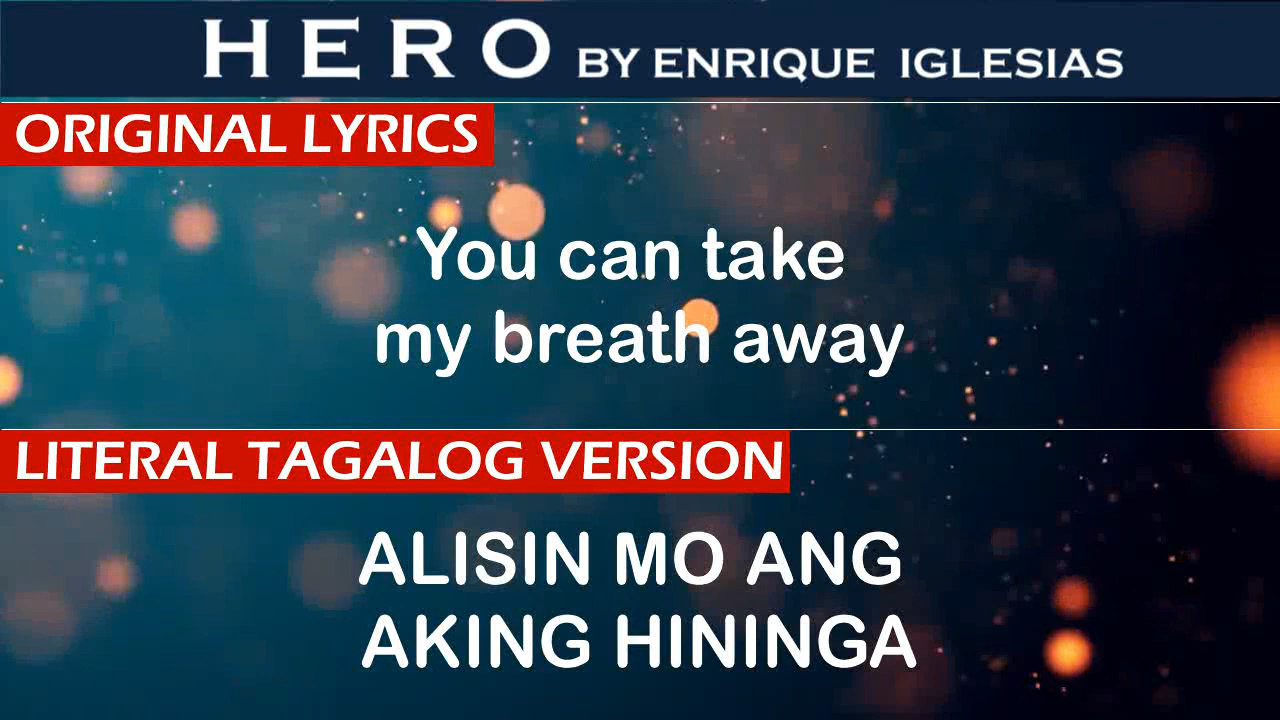 HERO BY ENRIQUE IGLESIAS
ORIGINAL LYRICS
You can take
my breath away
LITERAL TAGALOG VERSION
ALISIN MO ANG
AKING HININGA